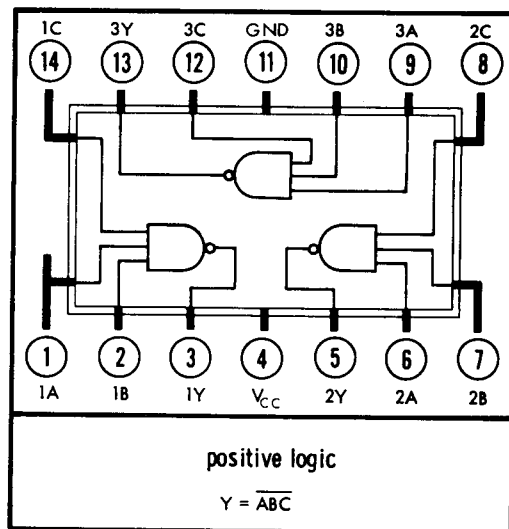 1C 3Y 3C GND 3B 3A 2C
14 13 12 11 10 9 8
1 2 3 4 5 6 7
1A 1B 1Y VCC 2Y 2A 2B
positive logic
Y = \overline{ABC}